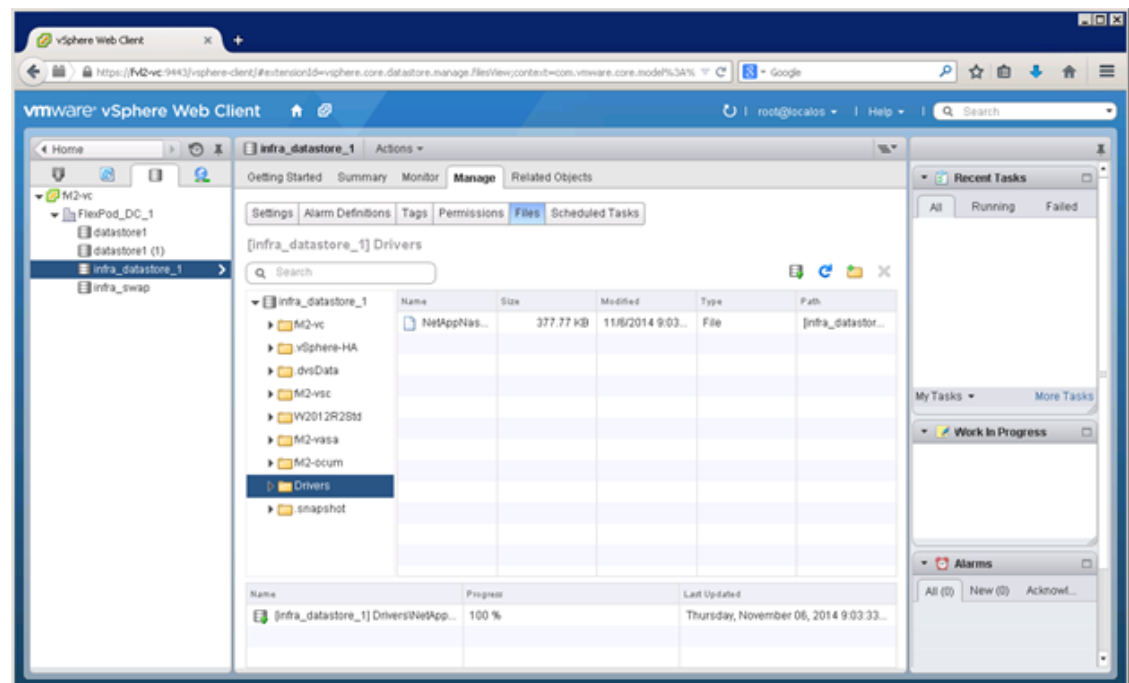 vSphere Web Client
https://fvl2-vc:9443/vsphere-client/#extensionId=vsphere.core.datastore.manage.filesView;context=com.vmware.core.model%3A%
Google
vmware vSphere Web Client
root@localos
Help
Search
Home
infra_datastore_1 Actions
Getting Started Summary Monitor Manage Related Objects
Recent Tasks
fvl2-vc
FlexPod_DC_1
datastore1
datastore1 (1)
infra_datastore_1
infra_swap
Settings Alarm Definitions Tags Permissions Files Scheduled Tasks
All Running Failed
[infra_datastore_1] Drivers
Search
infra_datastore_1
fvl2-vc
.vSphere-HA
.dvsData
fvl2-vsc
W2012R2Std
fvl2-vasa
fvl2-ocum
Drivers
.snapshot
Name Size Modified Type Path
NetAppNas... 377.77 KB 11/6/2014 9:03... File [infra_datastor...
My Tasks More Tasks
Work In Progress
Alarms
All (0) New (0) Acknowl...
Name Progress Last Updated
[infra_datastore_1] Drivers\NetApp... 100 % Thursday, November 06, 2014 9:03:33...